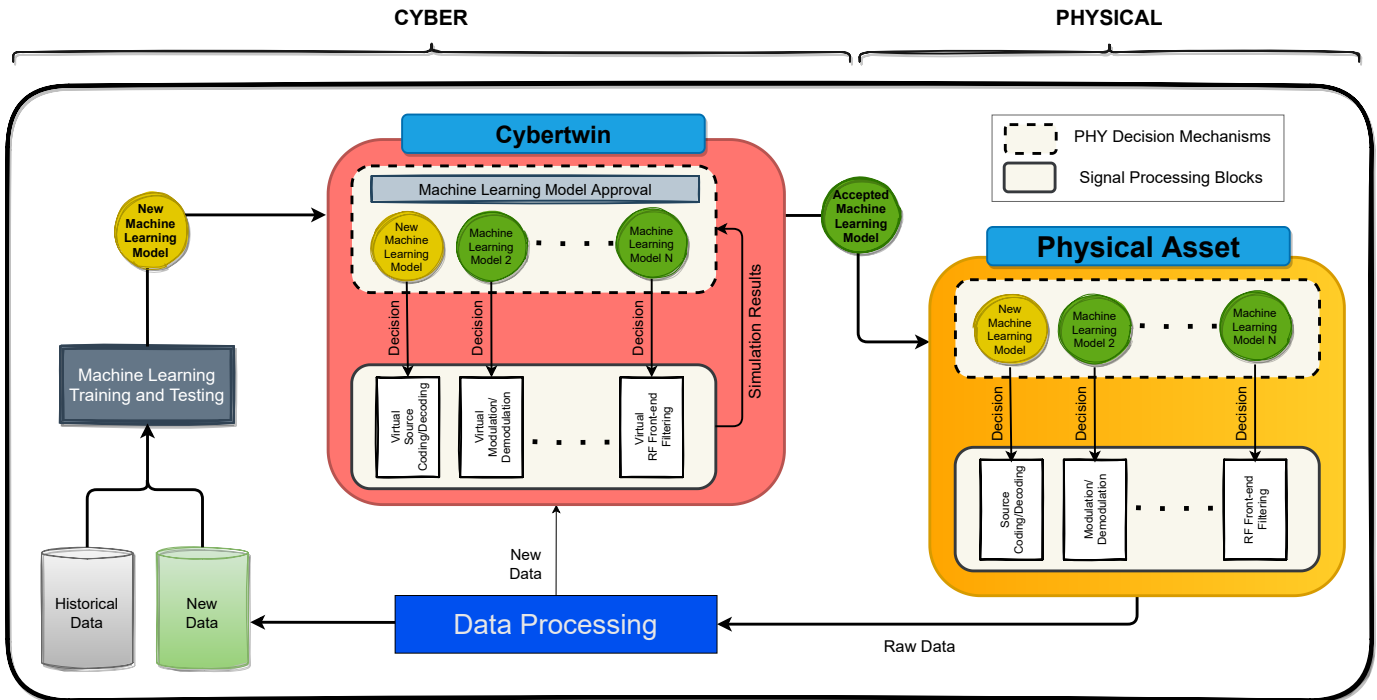 CYBER
PHYSICAL
Cybertwin
PHY Decision Mechanisms
Signal Processing Blocks
Machine Learning Model Approval
New
Machine
Learning
Model
New
Machine
Learning
Model
Machine
Learning
Model 2
Machine
Learning
Model N
Accepted
Machine
Learning
Model
Decision
Decision
Decision
Simulation Results
Virtual
Source
Coding/Decoding
Virtual
Modulation/
Demodulation
Virtual
RF Front-end
Filtering
Physical Asset
New
Machine
Learning
Model
Machine
Learning
Model 2
Machine
Learning
Model N
Decision
Decision
Decision
Source
Coding/Decoding
Modulation/
Demodulation
RF Front-end
Filtering
Machine Learning
Training and Testing
Historical
Data
New
Data
New
Data
Data Processing
Raw Data